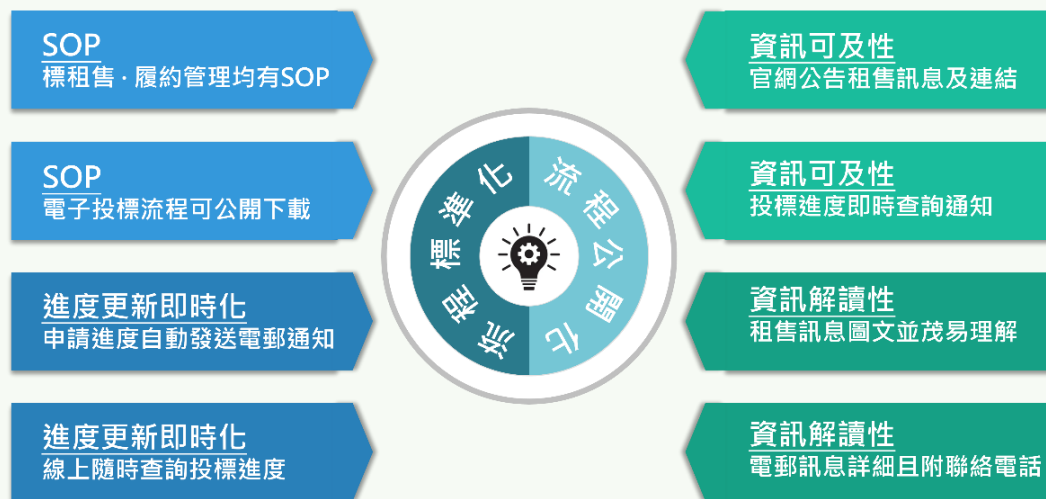 SOP
標租售·履約管理均有SOP
SOP
電子投標流程可公開下載
進度更新即時化
申請進度自動發送電郵通知
進度更新即時化
線上隨時查詢投標進度
流程標準化
流程公開化
資訊可及性
官網公告租售訊息及連結
資訊可及性
投標進度即時查詢通知
資訊解讀性
租售訊息圖文並茂易理解
資訊解讀性
電郵訊息詳細且附聯絡電話